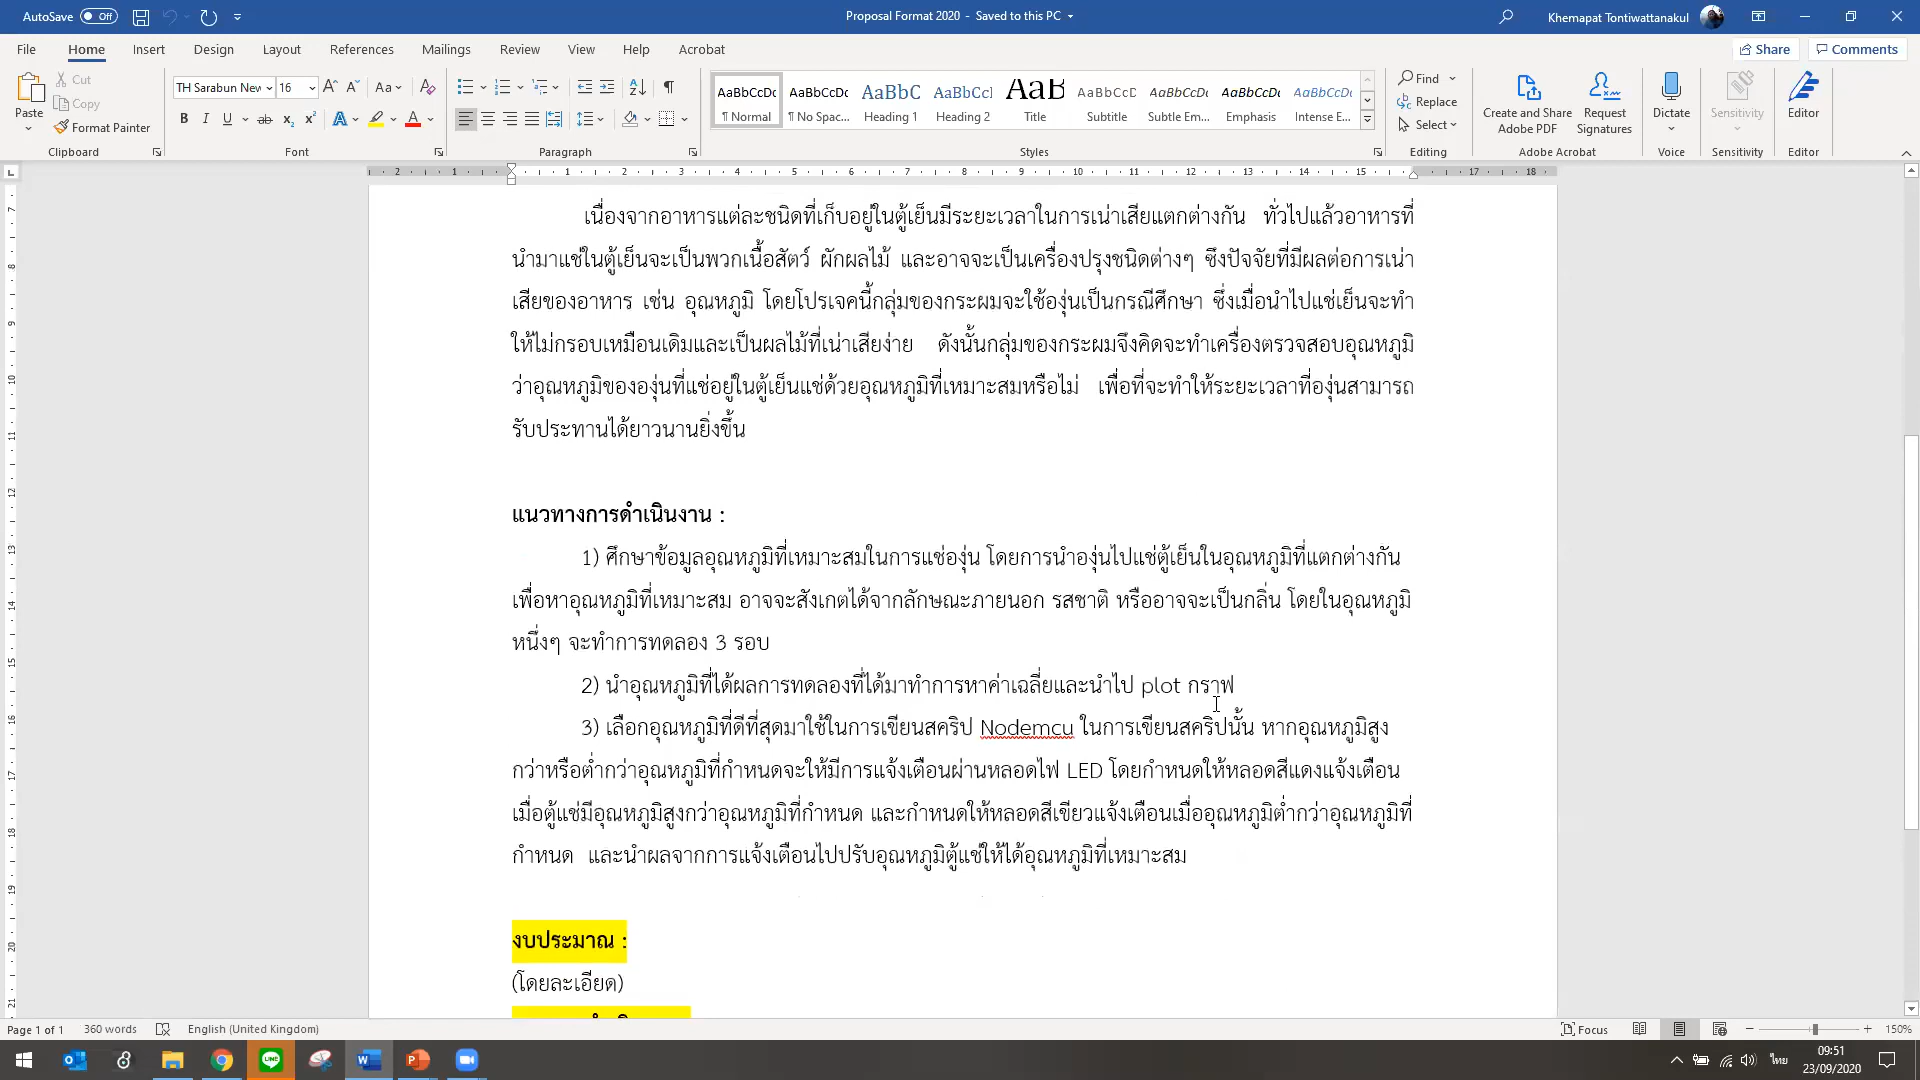 AutoSave Off
Proposal Format 2020 - Saved to this PC
Khemapat Tontiwattanakul
File Home Insert Design Layout References Mailings Review View Help Acrobat
Share Comments
Paste
Cut
Copy
Format Painter
TH Sarabun New 16
Find
Replace
Select
AaBbCcDc ¶ Normal
AaBbCcDc ¶ No Spac...
AaBbC Heading 1
AaBbCcI Heading 2
AaB Title
AaBbCcD Subtitle
AaBbCcDc Subtle Em...
AaBbCcDc Emphasis
AaBbCcDc Intense E...
Create and Share Adobe PDF
Request Signatures
Dictate
Sensitivity
Editor
Clipboard Font Paragraph Styles Editing Adobe Acrobat Voice Sensitivity Editor
2 1 1 2 3 4 5 6 7 8 9 10 11 12 13 14 15 17 18
7 8 9 10 11 12 13 14 15 16 17 18 19 20 21
เนื่องจากอาหารแต่ละชนิดที่เก็บอยู่ในตู้เย็นมีระยะเวลาในการเน่าเสียแตกต่างกัน ทั่วไปแล้วอาหารที่
นำมาแช่ในตู้เย็นจะเป็นพวกเนื้อสัตว์ ผักผลไม้ และอาจจะเป็นเครื่องปรุงชนิดต่างๆ ซึ่งปัจจัยที่มีผลต่อการเน่า
เสียของอาหาร เช่น อุณหภูมิ โดยโปรเจคนี้กลุ่มของกระผมจะใช้องุ่นเป็นกรณีศึกษา ซึ่งเมื่อนำไปแช่เย็นจะทำ
ให้ไม่กรอบเหมือนเดิมและเป็นผลไม้ที่เน่าเสียง่าย ดังนั้นกลุ่มของกระผมจึงคิดจะทำเครื่องตรวจสอบอุณหภูมิ
ว่าอุณหภูมิขององุ่นที่แช่อยู่ในตู้เย็นแช่ด้วยอุณหภูมิที่เหมาะสมหรือไม่ เพื่อที่จะทำให้ระยะเวลาที่องุ่นสามารถ
รับประทานได้ยาวนานยิ่งขึ้น
แนวทางการดำเนินงาน :
1) ศึกษาข้อมูลอุณหภูมิที่เหมาะสมในการแช่องุ่น โดยการนำองุ่นไปแช่ตู้เย็นในอุณหภูมิที่แตกต่างกัน
เพื่อหาอุณหภูมิที่เหมาะสม อาจจะสังเกตได้จากลักษณะภายนอก รสชาติ หรืออาจจะเป็นกลิ่น โดยในอุณหภูมิ
หนึ่งๆ จะทำการทดลอง 3 รอบ
2) นำอุณหภูมิที่ได้ผลการทดลองที่ได้มาทำการหาค่าเฉลี่ยและนำไป plot กราฟ
3) เลือกอุณหภูมิที่ดีที่สุดมาใช้ในการเขียนสคริป Nodemcu ในการเขียนสคริปนั้น หากอุณหภูมิสูง
กว่าหรือต่ำกว่าอุณหภูมิที่กำหนดจะให้มีการแจ้งเตือนผ่านหลอดไฟ LED โดยกำหนดให้หลอดสีแดงแจ้งเตือน
เมื่อตู้แช่มีอุณหภูมิสูงกว่าอุณหภูมิที่กำหนด และกำหนดให้หลอดสีเขียวแจ้งเตือนเมื่ออุณหภูมิต่ำกว่าอุณหภูมิที่
กำหนด และนำผลจากการแจ้งเตือนไปปรับอุณหภูมิตู้แช่ให้ได้อุณหภูมิที่เหมาะสม
งบประมาณ :
(โดยละเอียด)
Page 1 of 1 360 words English (United Kingdom)
Focus 150%
ไทย
09:51
23/09/2020